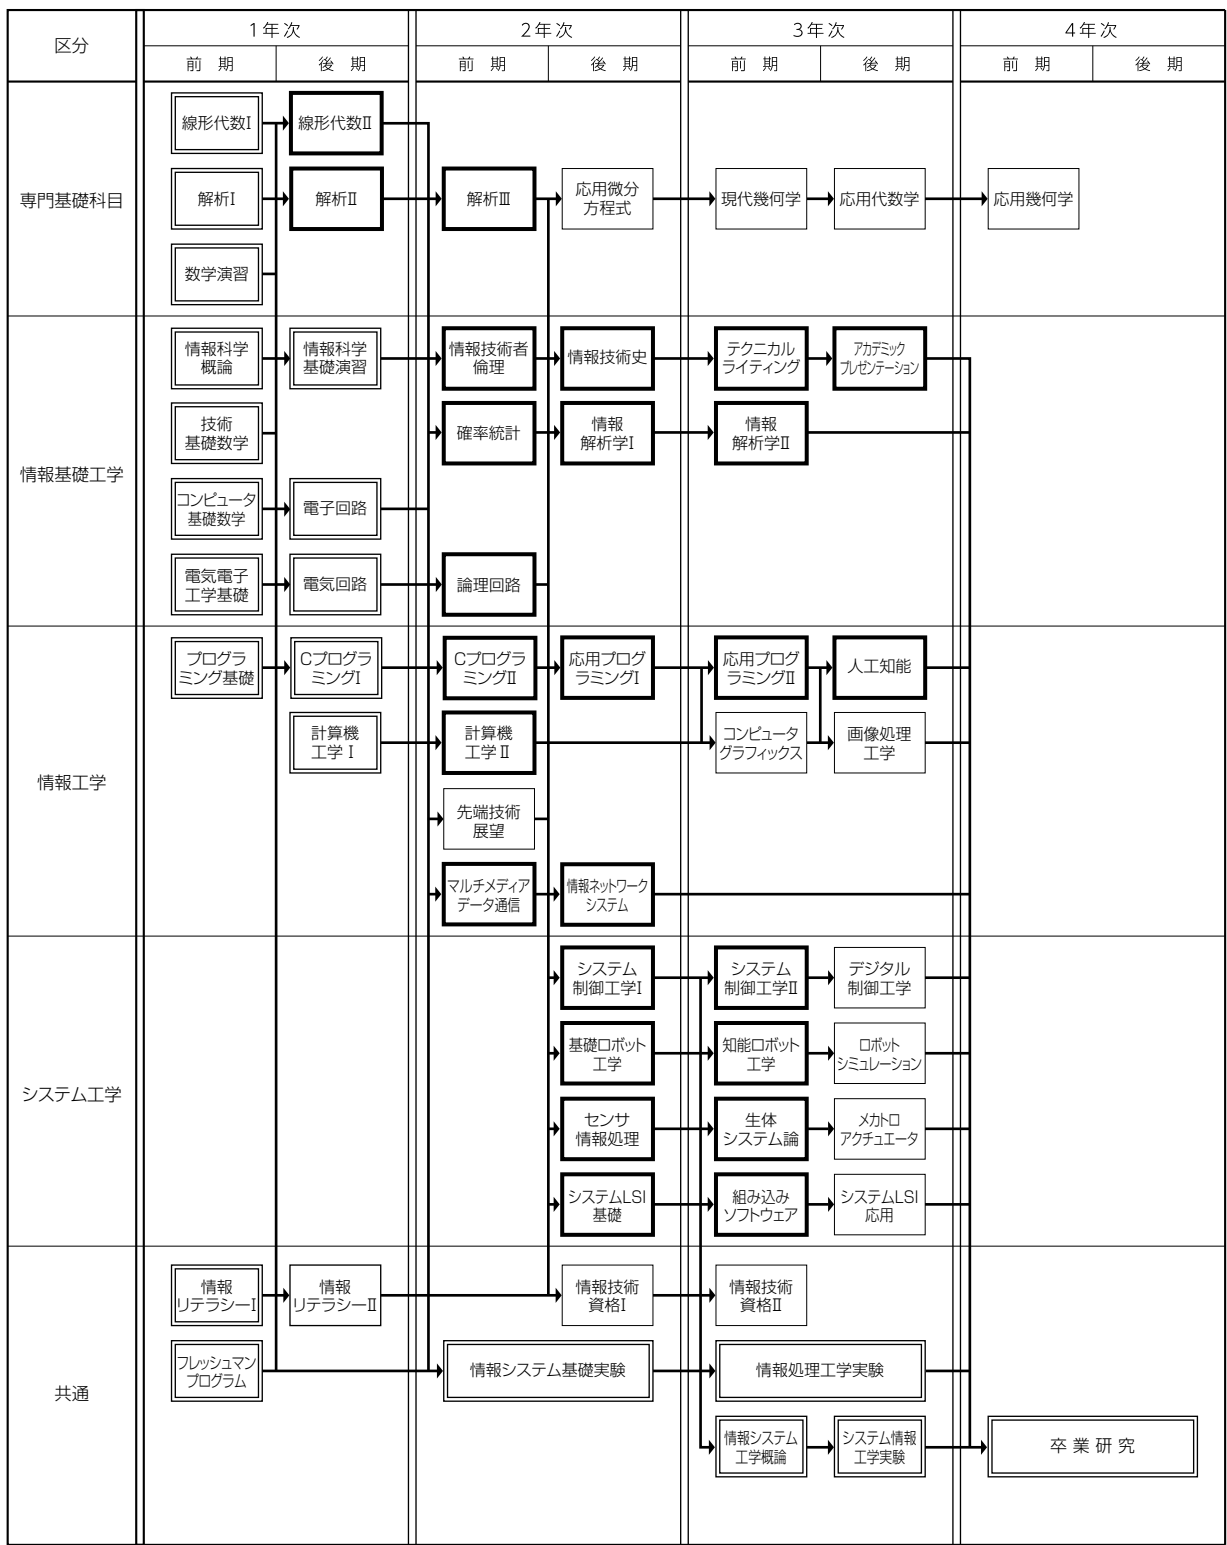 区分
1年次
2年次
3年次
4年次
前 期
後 期
前 期
後 期
前 期
後 期
前 期
後 期
専門基礎科目
線形代数Ⅰ
線形代数Ⅱ
解析Ⅰ
解析Ⅱ
解析Ⅲ
応用微分
方程式
現代幾何学
応用代数学
応用幾何学
数学演習
情報基礎工学
情報科学
概論
情報科学
基礎演習
情報技術者
倫理
情報技術史
テクニカル
ライティング
アカデミック
プレゼンテーション
技術
基礎数学
確率統計
情報
解析学Ⅰ
情報
解析学Ⅱ
コンピュータ
基礎数学
電子回路
電気電子
工学基礎
電気回路
論理回路
情報工学
プログラ
ミング基礎
Cプログラ
ミングⅠ
Cプログラ
ミングⅡ
応用プログ
ラミングⅠ
応用プログ
ラミングⅡ
人工知能
計算機
工学Ⅰ
計算機
工学Ⅱ
コンピュータ
グラフィックス
画像処理
工学
先端技術
展望
マルチメディア
データ通信
情報ネットワーク
システム
システム工学
システム
制御工学Ⅰ
システム
制御工学Ⅱ
デジタル
制御工学
基礎ロボット
工学
知能ロボット
工学
ロボット
シミュレーション
センサ
情報処理
生体
システム論
メカトロ
アクチュエータ
システムLSI
基礎
組み込み
ソフトウェア
システムLSI
応用
共通
情報
リテラシーⅠ
情報
リテラシーⅡ
情報技術
資格Ⅰ
情報技術
資格Ⅱ
フレッシュマン
プログラム
情報システム基礎実験
情報処理工学実験
情報システム
工学概論
システム情報
工学実験
卒業研究